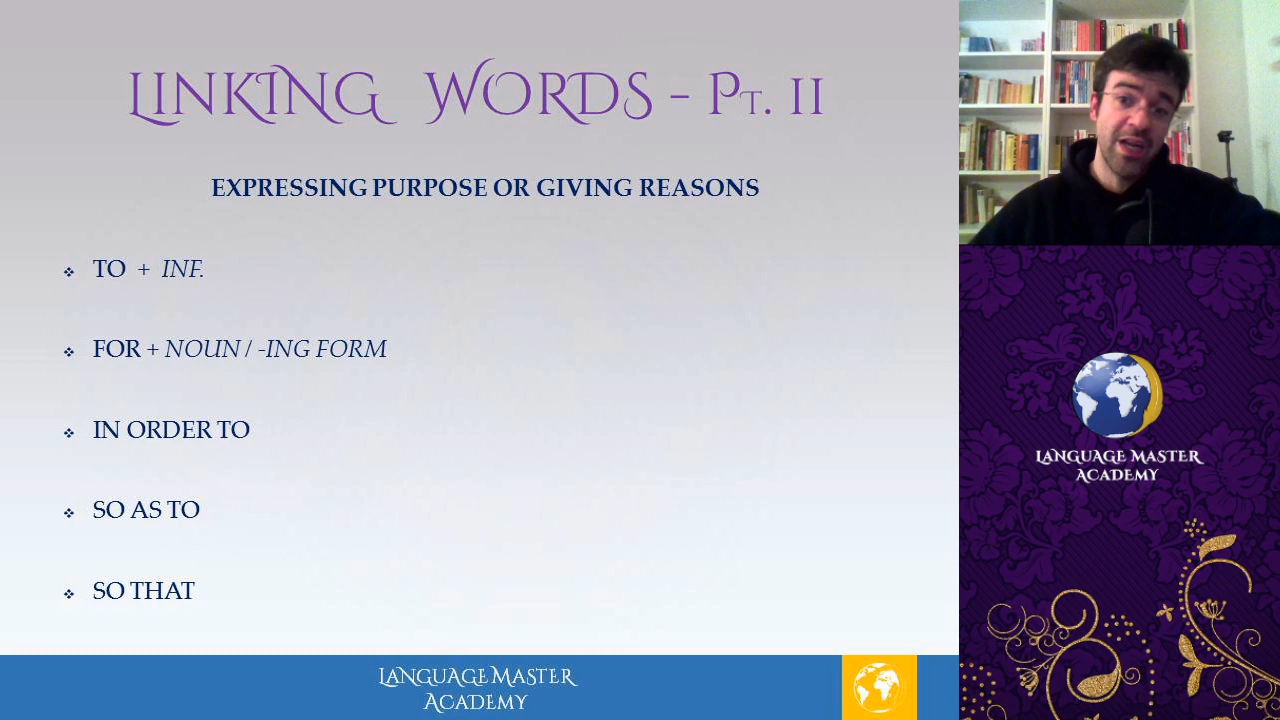 LINKING WORDS - PT. II
EXPRESSING PURPOSE OR GIVING REASONS
❖ TO + INF.
❖ FOR + NOUN / -ING FORM
❖ IN ORDER TO
❖ SO AS TO
❖ SO THAT
LANGUAGE MASTER
ACADEMY
LANGUAGE MASTER
ACADEMY